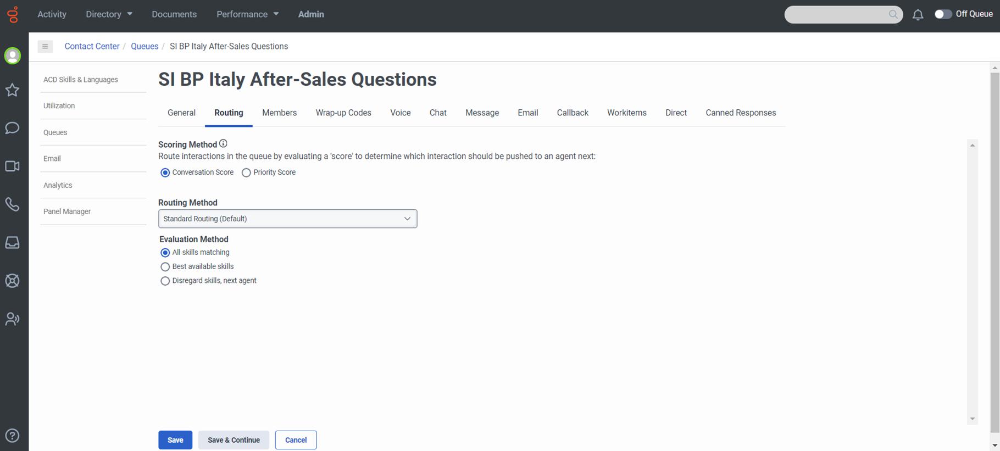 Activity
Directory
Documents
Performance
Admin
Off Queue
Contact Center / Queues / SI BP Italy After-Sales Questions
ACD Skills & Languages
Utilization
Queues
Email
Analytics
Panel Manager
SI BP Italy After-Sales Questions
General Routing Members Wrap-up Codes Voice Chat Message Email Callback Workitems Direct Canned Responses
Scoring Method
Route interactions in the queue by evaluating a 'score' to determine which interaction should be pushed to an agent next:
Conversation Score Priority Score
Routing Method
Standard Routing (Default)
Evaluation Method
All skills matching
Best available skills
Disregard skills, next agent
Save Save & Continue Cancel